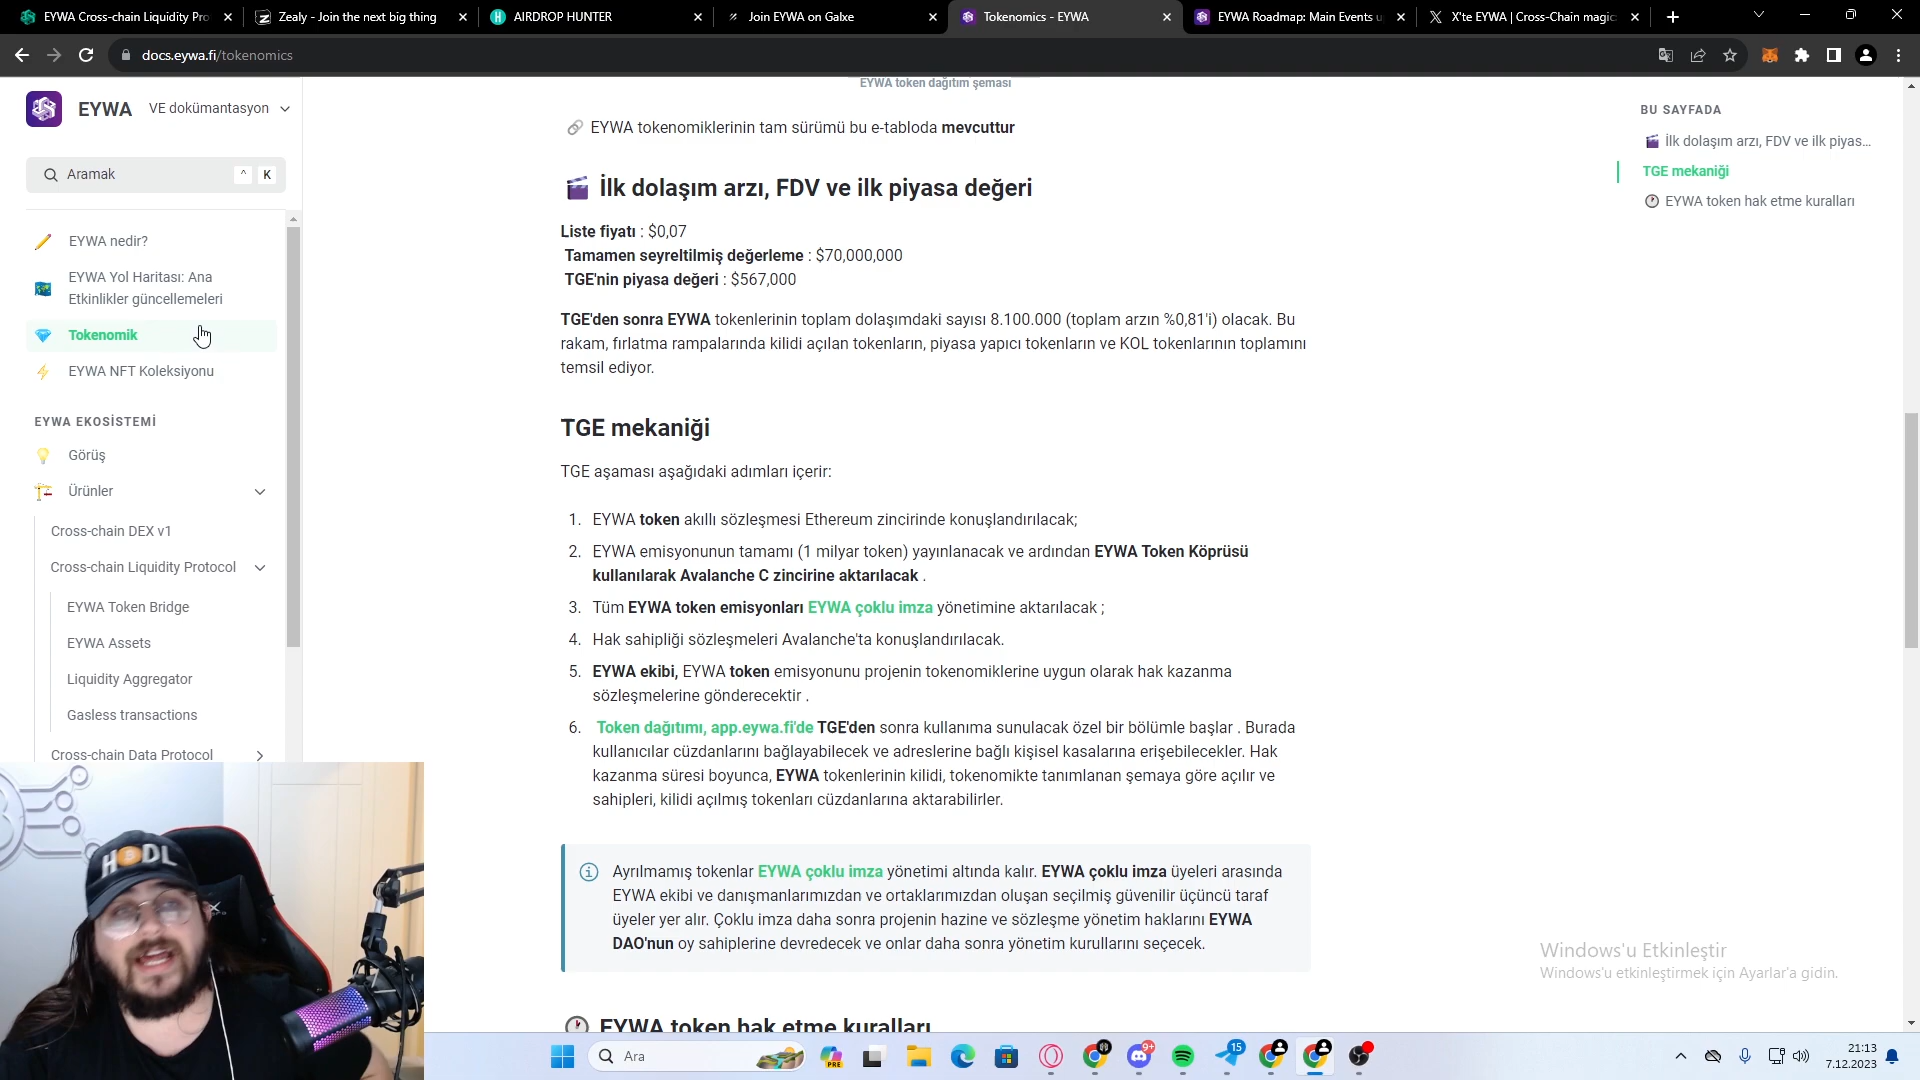 EYWA Cross-chain Liquidity Pro
Zealy - Join the next big thing
AIRDROP HUNTER
Join EYWA on Galxe
Tokenomics - EYWA
EYWA Roadmap: Main Events u
X'te EYWA | Cross-Chain magic
docs.eywa.fi/tokenomics
EYWA
VE dokümantasyon
Aramak
^ K
EYWA nedir?
EYWA Yol Haritası: Ana
Etkinlikler güncellemeleri
Tokenomik
EYWA NFT Koleksiyonu
EYWA EKOSİSTEMİ
Görüş
Ürünler
Cross-chain DEX v1
Cross-chain Liquidity Protocol
EYWA Token Bridge
EYWA Assets
Liquidity Aggregator
Gasless transactions
Cross-chain Data Protocol
EYWA token dağıtım şeması
EYWA tokenomiklerinin tam sürümü bu e-tabloda mevcuttur
İlk dolaşım arzı, FDV ve ilk piyasa değeri
Liste fiyatı : $0,07
Tamamen seyreltilmiş değerleme : $70,000,000
TGE'nin piyasa değeri : $567,000
TGE'den sonra EYWA tokenlerinin toplam dolaşımdaki sayısı 8.100.000 (toplam arzın %0,81'i) olacak. Bu
rakam, fırlatma rampalarında kilidi açılan tokenların, piyasa yapıcı tokenların ve KOL tokenlarının toplamını
temsil ediyor.
TGE mekaniği
TGE aşaması aşağıdaki adımları içerir:
1. EYWA token akıllı sözleşmesi Ethereum zincirinde konuşlandırılacak;
2. EYWA emisyonunun tamamı (1 milyar token) yayınlanacak ve ardından EYWA Token Köprüsü
kullanılarak Avalanche C zincirine aktarılacak .
3. Tüm EYWA token emisyonları EYWA çoklu imza yönetimine aktarılacak ;
4. Hak sahipliği sözleşmeleri Avalanche'ta konuşlandırılacak.
5. EYWA ekibi, EYWA token emisyonunu projenin tokenomiklerine uygun olarak hak kazanma
sözleşmelerine gönderecektir .
6. Token dağıtımı, app.eywa.fi'de TGE'den sonra kullanıma sunulacak özel bir bölümle başlar . Burada
kullanıcılar cüzdanlarını bağlayabilecek ve adreslerine bağlı kişisel kasalarına erişebilecekler. Hak
kazanma süresi boyunca, EYWA tokenlerinin kilidi, tokenomikte tanımlanan şemaya göre açılır ve
sahipleri, kilidi açılmış tokenları cüzdanlarına aktarabilirler.
Ayrılmamış tokenlar EYWA çoklu imza yönetimi altında kalır. EYWA çoklu imza üyeleri arasında
EYWA ekibi ve danışmanlarımızdan ve ortaklarımızdan oluşan seçilmiş güvenilir üçüncü taraf
üyeler yer alır. Çoklu imza daha sonra projenin hazine ve sözleşme yönetim haklarını EYWA
DAO'nun oy sahiplerine devredecek ve onlar daha sonra yönetim kurullarını seçecek.
EYWA token hak etme kuralları
BU SAYFADA
İlk dolaşım arzı, FDV ve ilk piyas...
TGE mekaniği
EYWA token hak etme kuralları
Windows'u Etkinleştir
Windows'u etkinleştirmek için Ayarlar'a gidin.
HODL
Ara
PRE
9+
15
21:13
7.12.2023